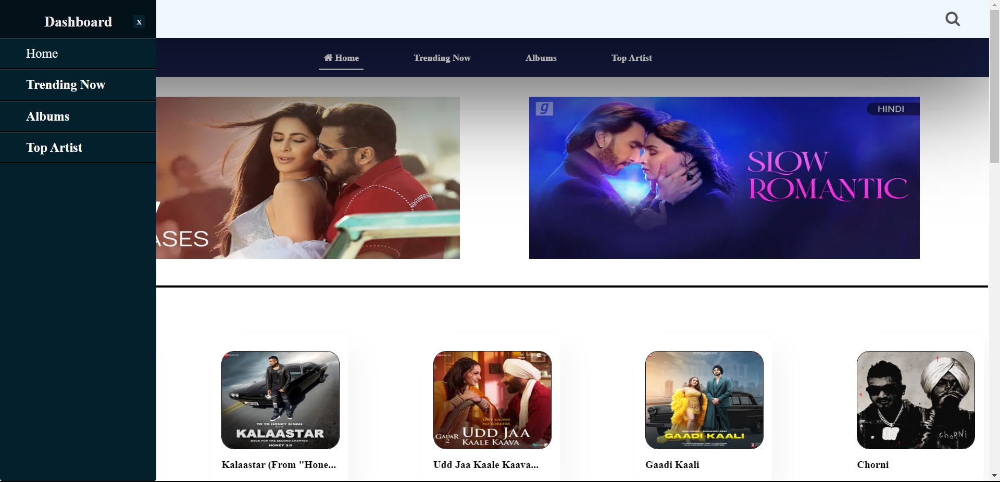 Dashboard x
Home
Trending Now
Albums
Top Artist
Home Trending Now Albums Top Artist
ASES
g
HINDI
SLOW
ROMANTIC
YO YO HONEY SINGH
KALAASTAR
BACK FOR THE SECOND CHAPTER
HONEY 3.0
Kalaastar (From "Hone...
LOVE KNOWS
NO BORDERS
GADAR
2
UDD JAA
KAALE KAAVA
Udd Jaa Kaale Kaava...
GAADI KAALI
Gaadi Kaali
CHORNi
Chorni